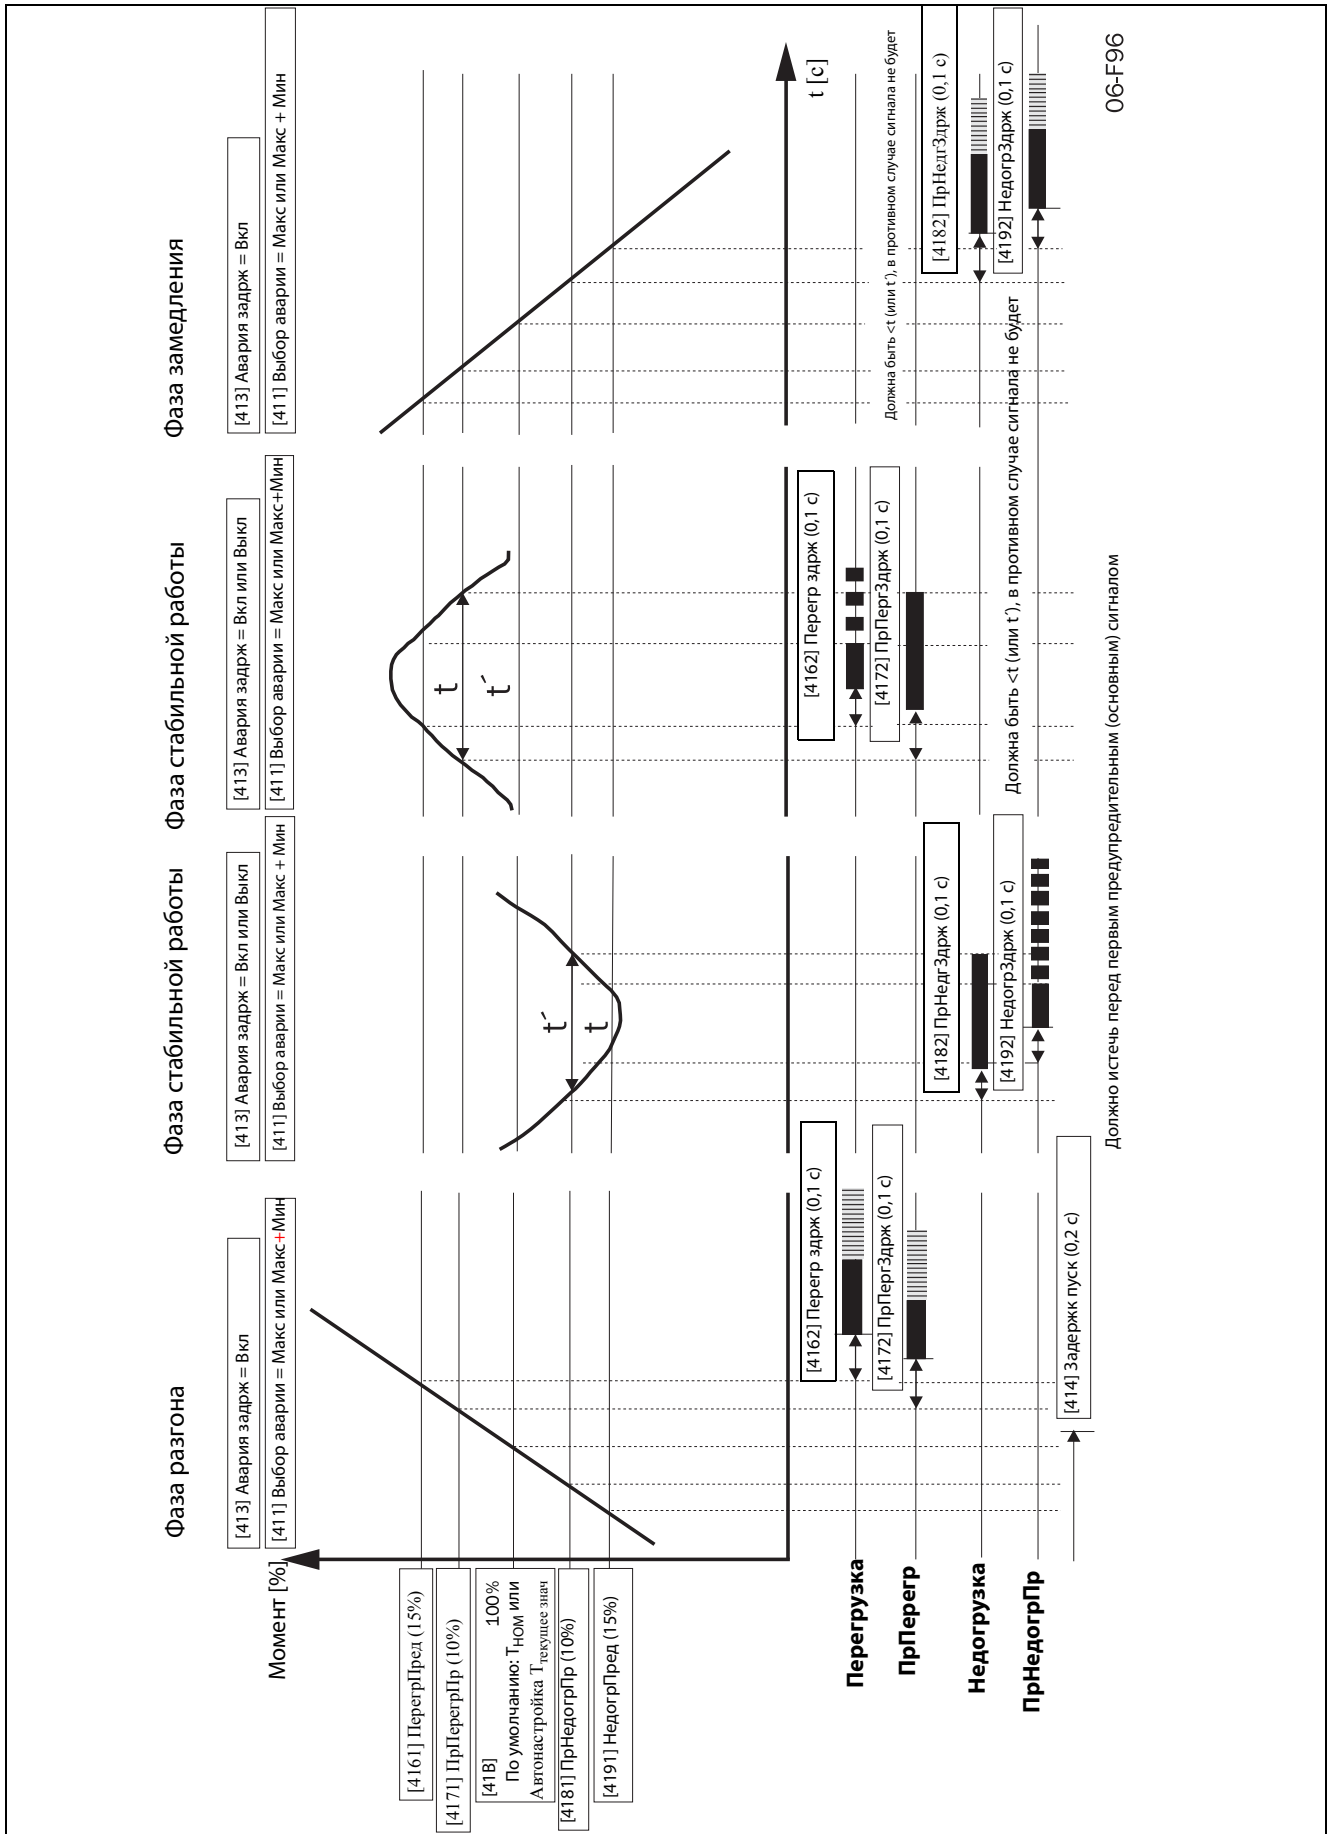 Фаза разгона
[413] Авария задрж = Вкл
[411] Выбор аварии = Макс или Макс+Мин
Фаза стабильной работы
[413] Авария задрж = Вкл или Выкл
[411] Выбор аварии = Макс или Макс + Мин
Фаза стабильной работы
[413] Авария задрж = Вкл или Выкл
[411] Выбор аварии = Макс или Макс+Мин
Фаза замедления
[413] Авария задрж = Вкл
[411] Выбор аварии = Макс или Макс + Мин
Момент [%]
[4161] ПерегрПред (15%)
[4171] ПрПерегрПр (10%)
[41B] 100%
По умолчанию: TНОМ или
Автонастройка Tтекущее знач
[4181] ПрНедогрПр (10%)
[4191] НедогрПред (15%)
t´
t
t
t´
t [c]
[4162] Перегр здрж (0,1 с)
[4162] Перегр здрж (0,1 с)
Перегрузка
[4172] ПрПергЗдрж (0,1 с)
[4172] ПрПергЗдрж (0,1 с)
Должна быть <t (или t´), в противном случае сигнала не будет
ПрПерегр
[4182] ПрНедгЗдрж (0,1 с)
[4182] ПрНедгЗдрж (0,1 с)
Недогрузка
[4192] НедогрЗдрж (0,1 с)
Должна быть <t (или t´), в противном случае сигнала не будет
[4192] НедогрЗдрж (0,1 с)
ПрНедогрПр
[414] Задержк пуск (0,2 с)
Должно истечь перед первым предупредительным (основным) сигналом
06-F96